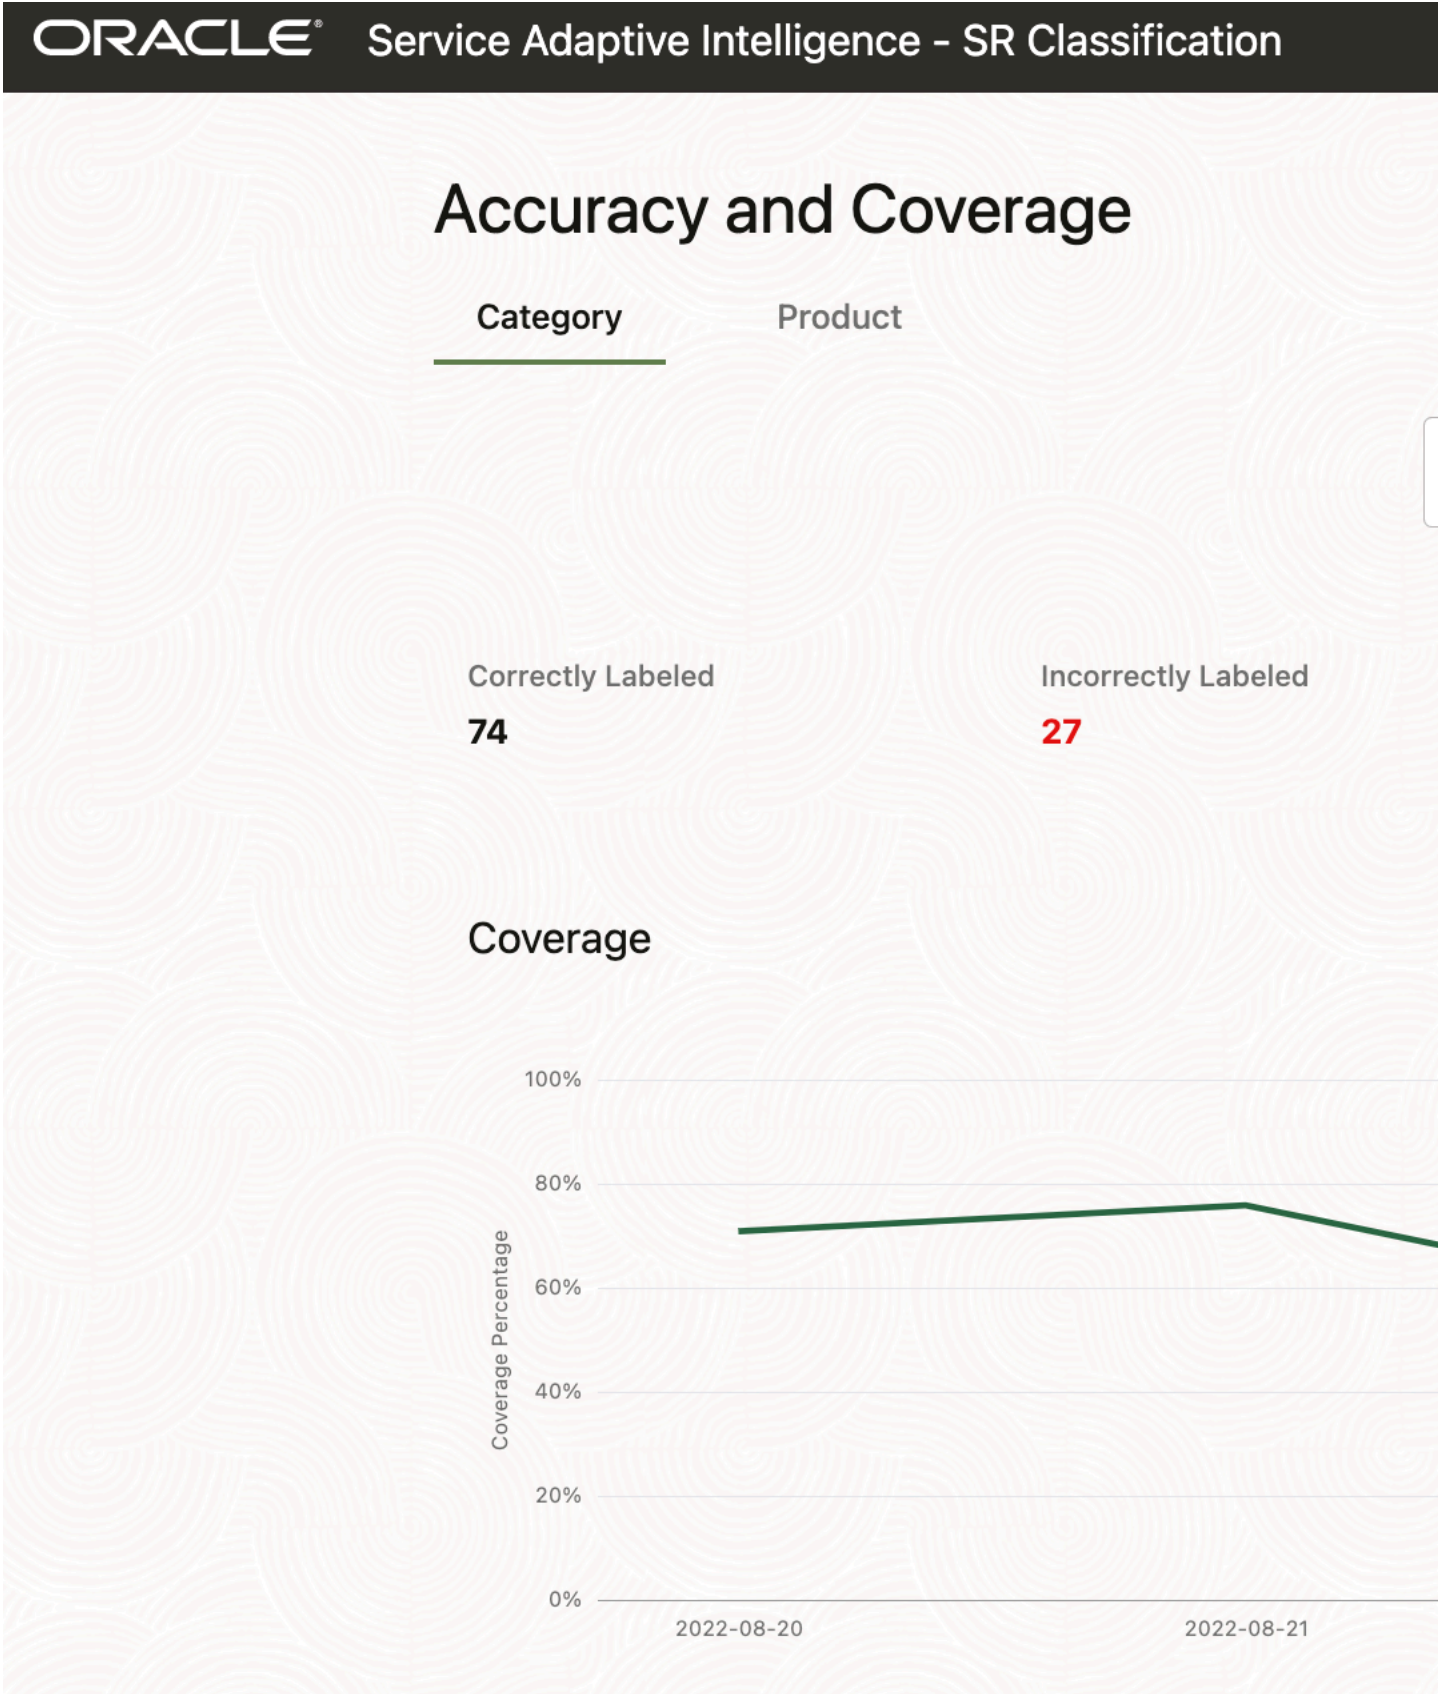 ORACLE® Service Adaptive Intelligence - SR Classification
Accuracy and Coverage
Category Product
Correctly Labeled Incorrectly Labeled
74 27
Coverage
100%
80%
60%
40%
20%
0%
Coverage Percentage
2022-08-20 2022-08-21